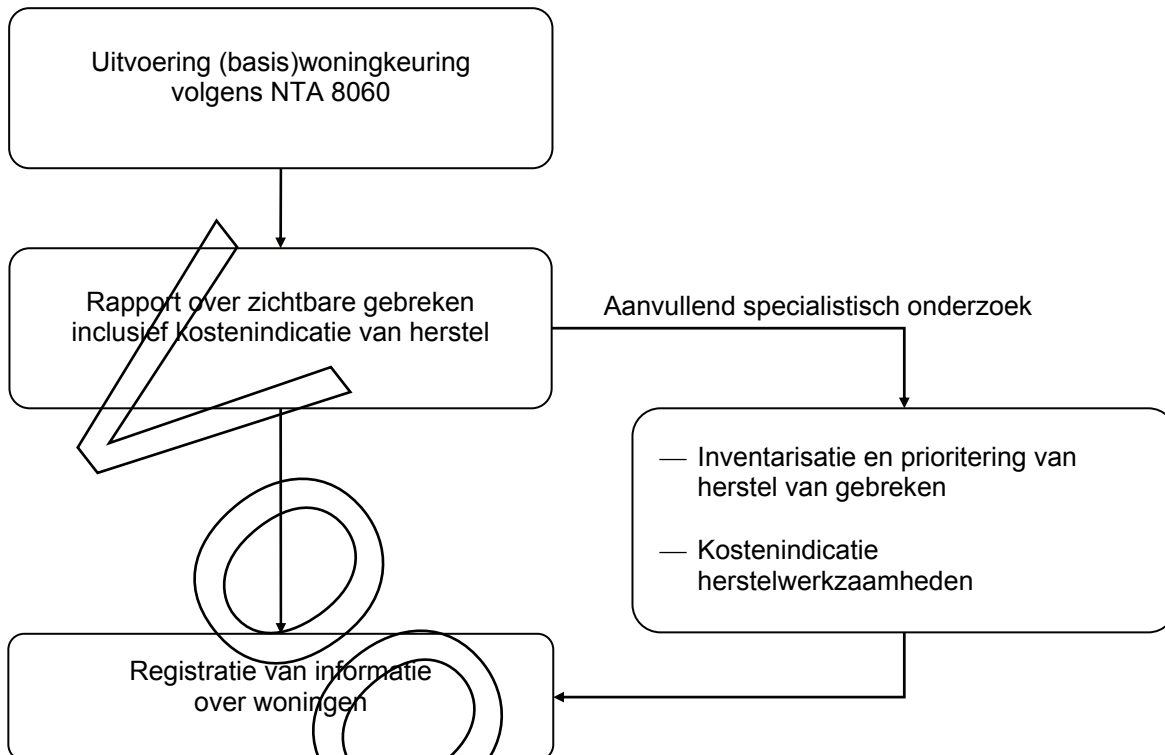 Uitvoering (basis)woningkeuring
volgens NTA 8060
Rapport over zichtbare gebreken
inclusief kostenindicatie van herstel
Aanvullend specialistisch onderzoek
— Inventarisatie en prioritering van
herstel van gebreken
— Kostenindicatie
herstelwerkzaamheden
Registratie van informatie
over woningen